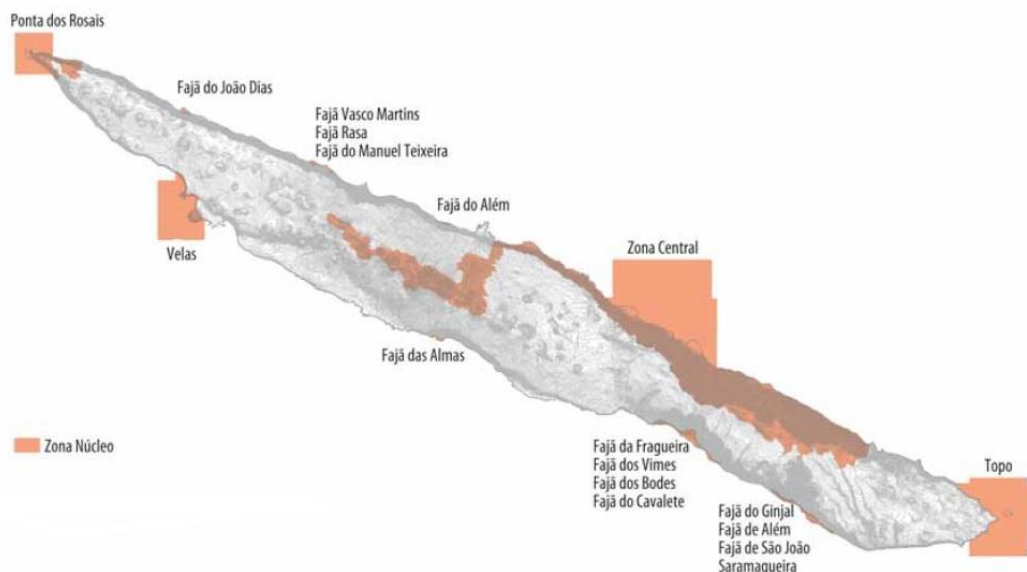 Ponta dos Rosais
Fajã do João Dias
Fajã Vasco Martins
Fajã Rasa
Fajã do Manuel Teixeira
Fajã do Além
Zona Central
Velas
Fajã das Almas
Zona Núcleo
Fajã da Fragueira
Fajã dos Vimes
Fajã dos Bodes
Fajã do Cavalete
Topo
Fajã do Ginjal
Fajã de Além
Fajã de São João
Saramagueira